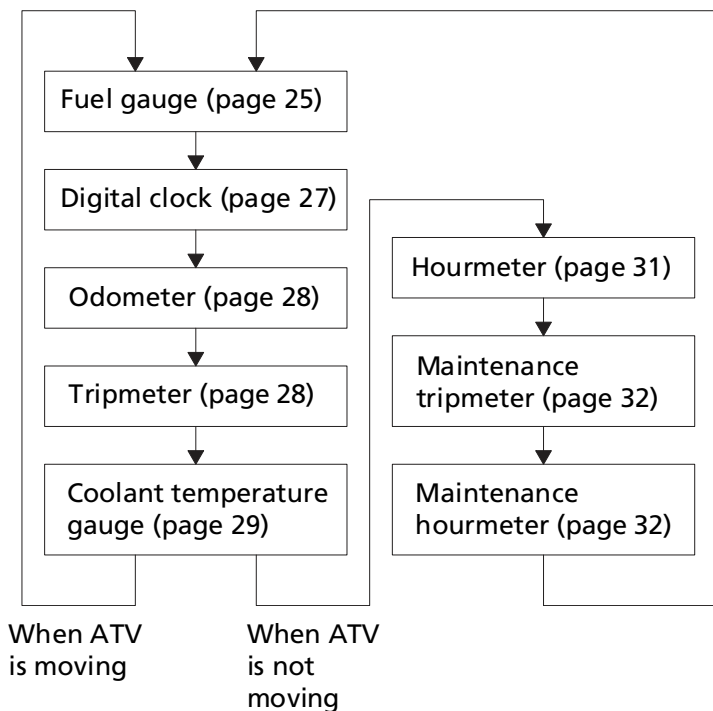 Fuel gauge (page 25)
Digital clock (page 27)
Odometer (page 28)
Tripmeter (page 28)
Coolant temperature
gauge (page 29)
When ATV
is moving
When ATV
is not
moving
Hourmeter (page 31)
Maintenance
tripmeter (page 32)
Maintenance
hourmeter (page 32)